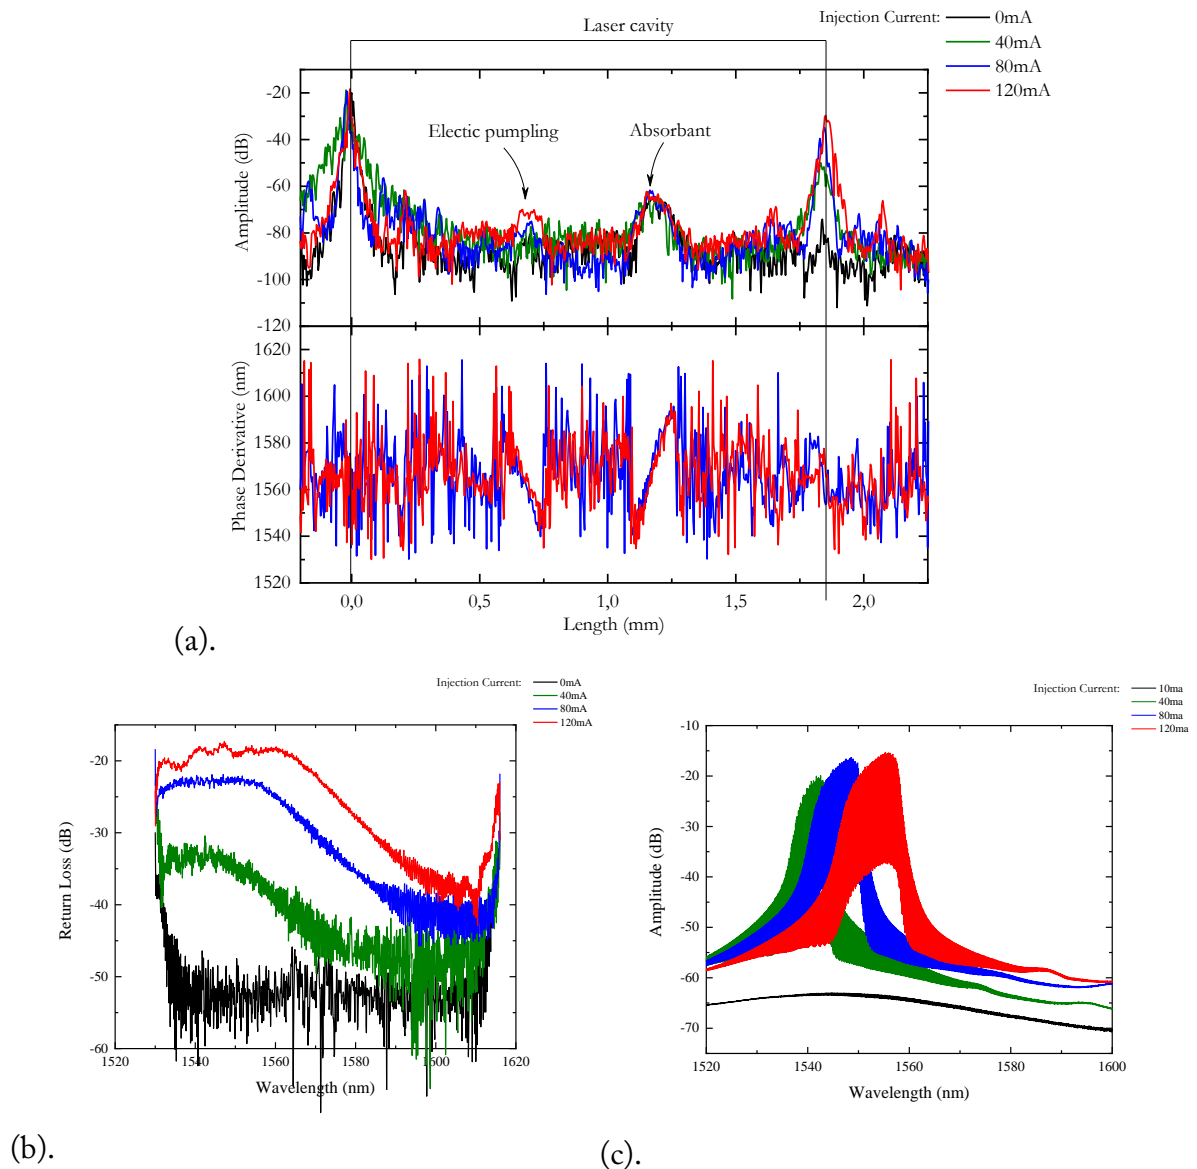 Laser cavity
Injection Current:
0mA
40mA
80mA
120mA
Electic pumpling
Absorbant
Amplitude (dB)
-20
-40
-60
-80
-100
-120
Phase Derivative (nm)
1620
1600
1580
1560
1540
1520
0,0
0,5
1,0
1,5
2,0
Length (mm)
(a).
Injection Current:
0mA
40mA
80mA
120mA
Return Loss (dB)
-20
-30
-40
-50
-60
1520
1540
1560
1580
1600
1620
Wavelength (nm)
(b).
Injection Current:
10ma
40ma
80ma
120ma
Amplitude (dB)
-10
-20
-30
-40
-50
-60
-70
1520
1540
1560
1580
1600
Wavelength (nm)
(c).